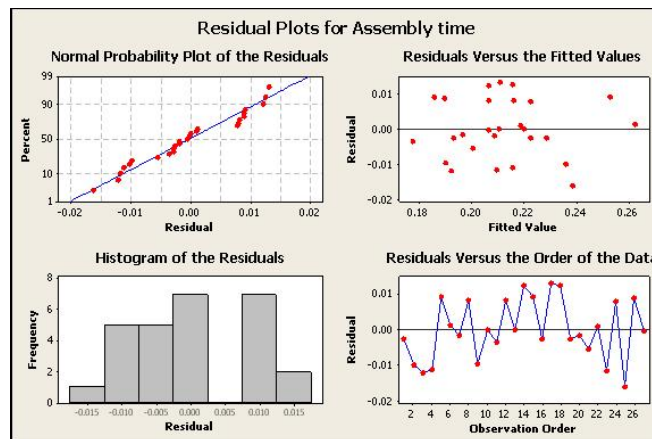 Residual Plots for Assembly time
Normal Probability Plot of the Residuals
99
90
50
10
1
Percent
-0.02 -0.01 0.00 0.01 0.02
Residual
Residuals Versus the Fitted Values
0.01
0.00
-0.01
-0.02
Residual
0.18 0.20 0.22 0.24 0.26
Fitted Value
Histogram of the Residuals
8
6
4
2
0
Frequency
-0.015 -0.010 -0.005 0.000 0.005 0.010 0.015
Residual
Residuals Versus the Order of the Data
0.01
0.00
-0.01
-0.02
Residual
2 4 6 8 10 12 14 16 18 20 22 24 26
Observation Order